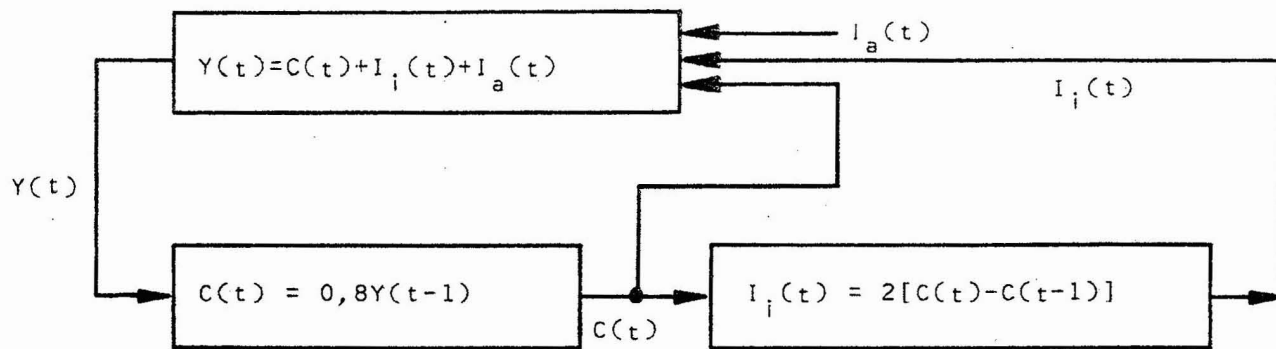 I_a(t)
Y(t)=C(t)+I_i(t)+I_a(t)
I_i(t)
Y(t)
C(t) = 0,8Y(t-1)
I_i(t) = 2[C(t)-C(t-1)]
C(t)